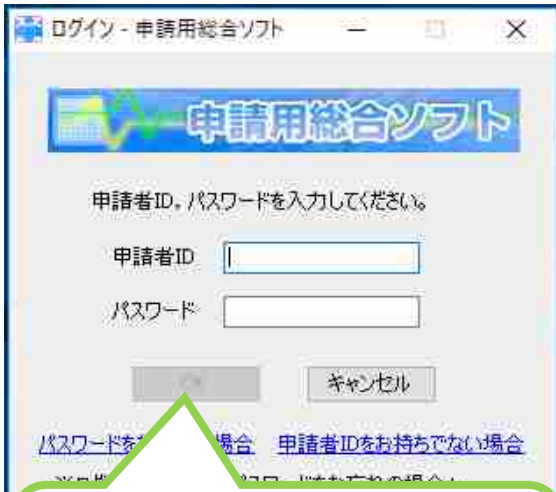 ログイン - 申請用総合ソフト
申請用総合ソフト
申請者ID，パスワードを入力してください。
申請者ID
パスワード
キャンセル
パスワードを 場合 申請者IDをお持ちでない場合